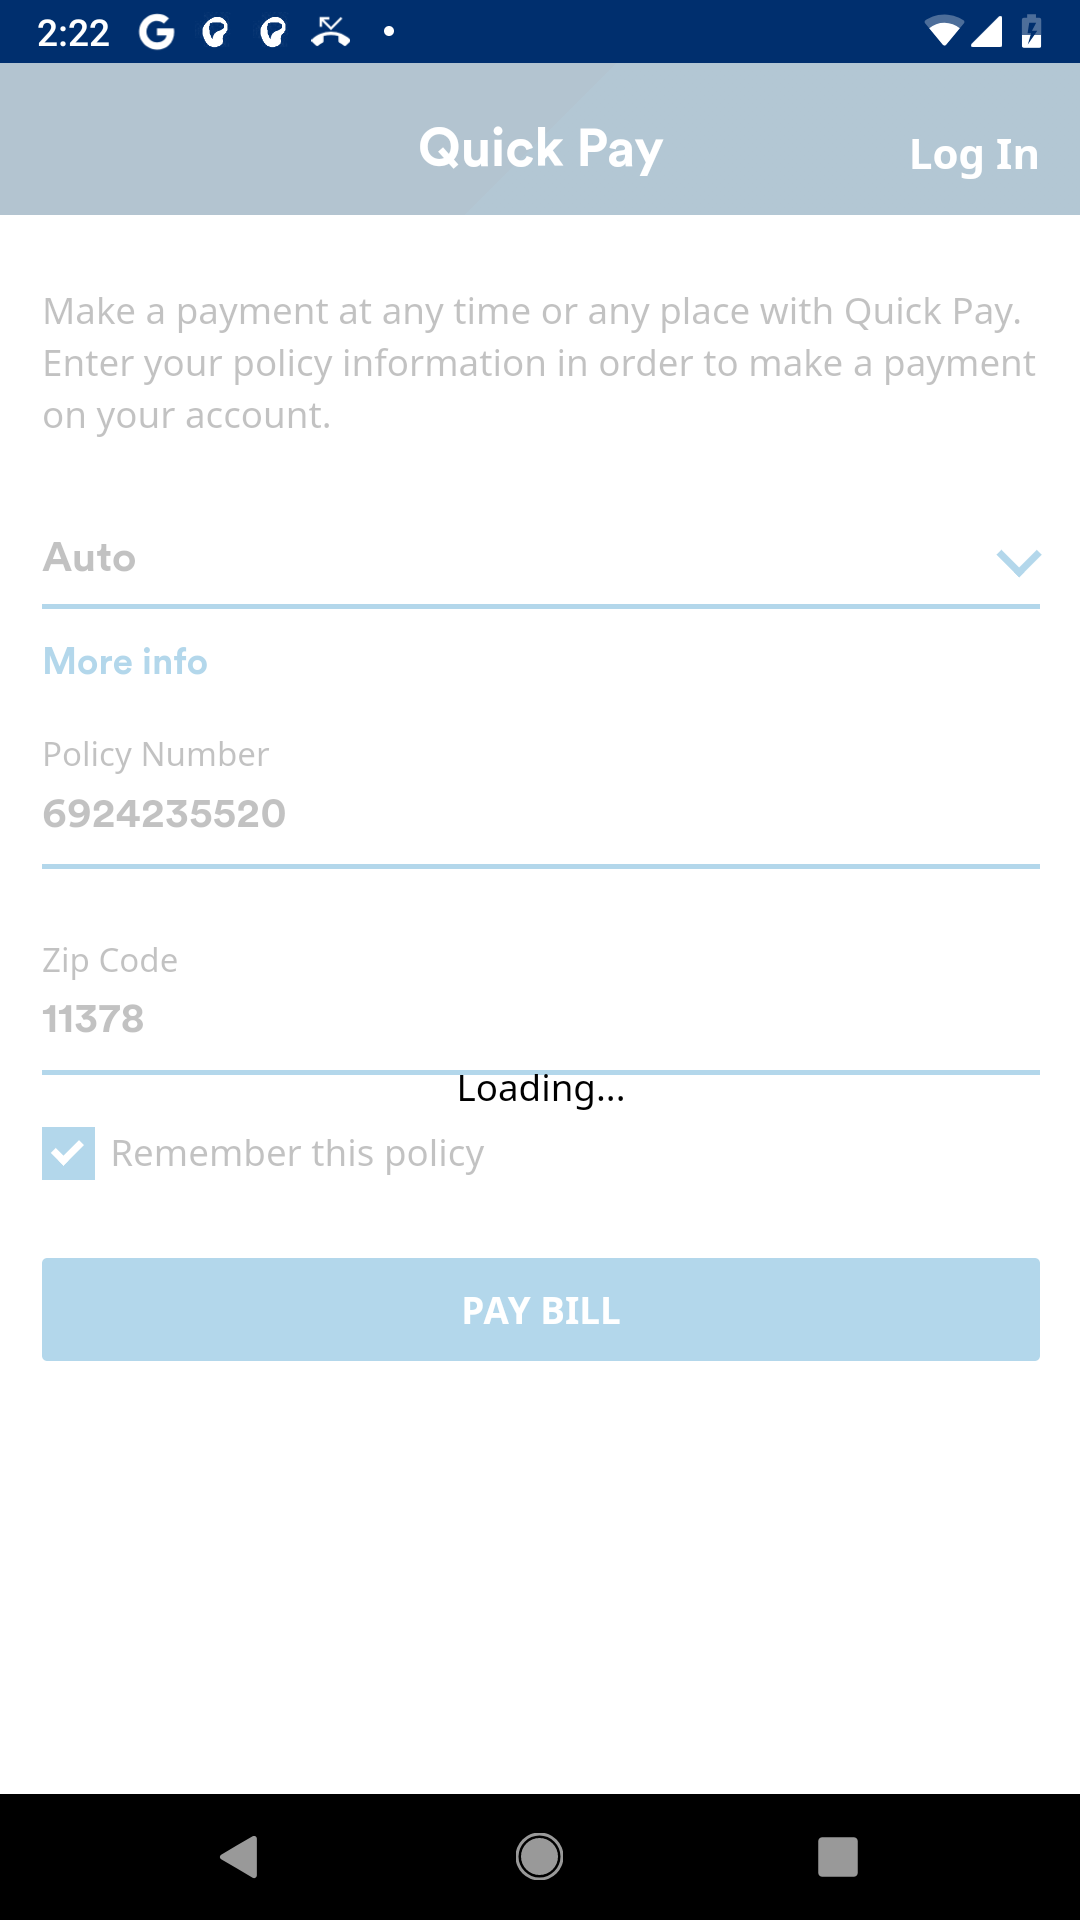 2:22
Quick Pay
Log In
Make a payment at any time or any place with Quick Pay.
Enter your policy information in order to make a payment
on your account.
Auto
More info
Policy Number
6924235520
Zip Code
11378
Loading...
Remember this policy
PAY BILL